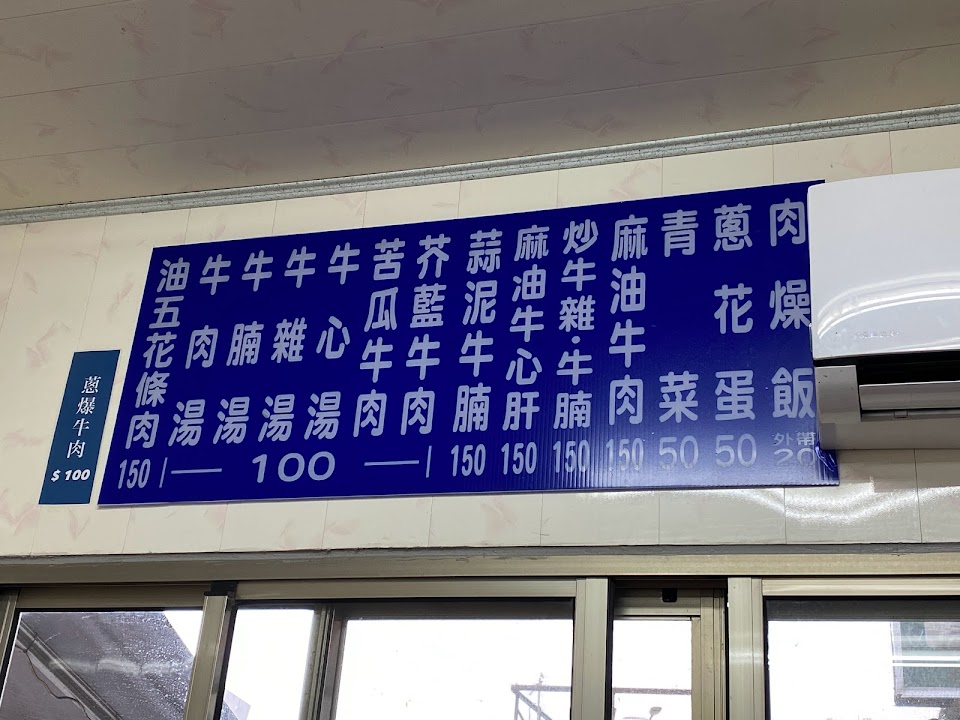 肉燥飯
外帶
20
蔥花蛋
50
青菜
50
麻油牛肉
150
炒牛雜·牛腩
150
麻油牛心肝
150
蒜泥牛腩
150
芥藍牛肉
苦瓜牛肉
牛心湯
牛雜湯
牛腩湯
牛肉湯
100
油五花條肉
150
蔥爆牛肉
$100